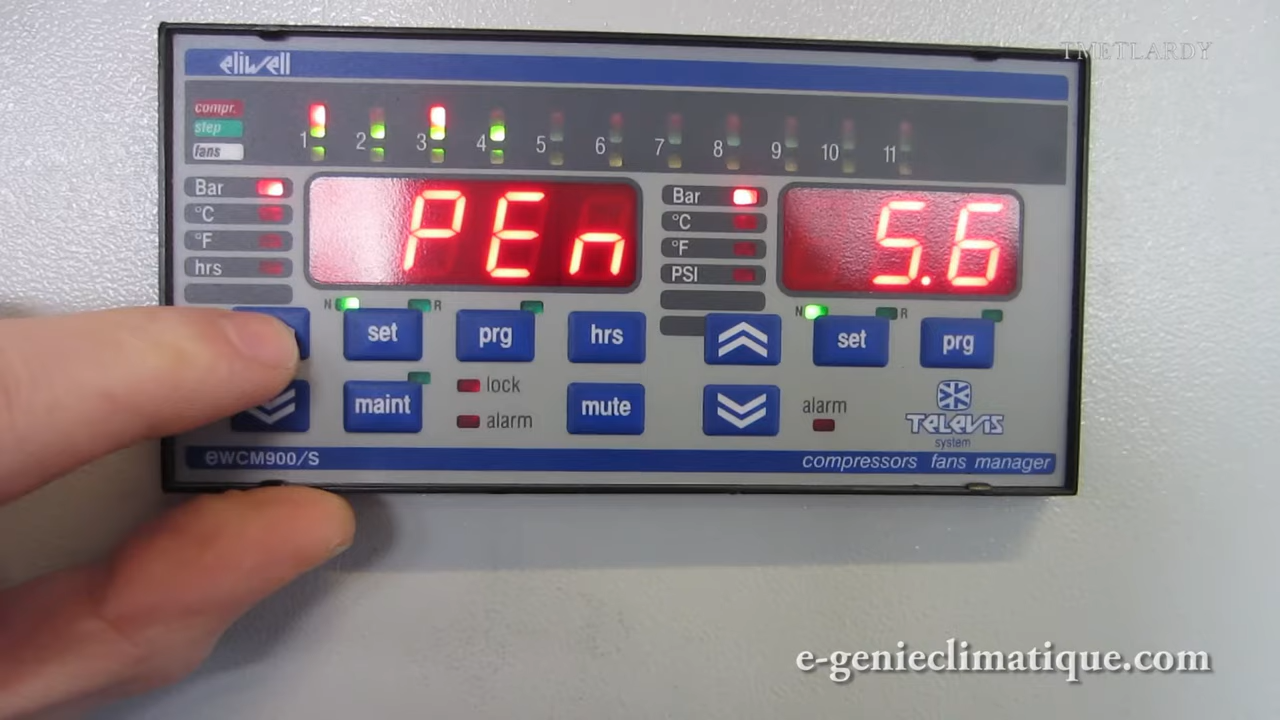 TMETLARDY
eliwell
compr.
step
fans
1 2 3 4 5 6 7 8 9 10 11
Bar
°C
°F
hrs
PEn
Bar
°C
°F
PSI
5.6
N R
set prg hrs
maint lock
alarm mute
N R
set prg
alarm
TELEVIS
system
eWCM900/S
compressors fans manager
e-genieclimatique.com